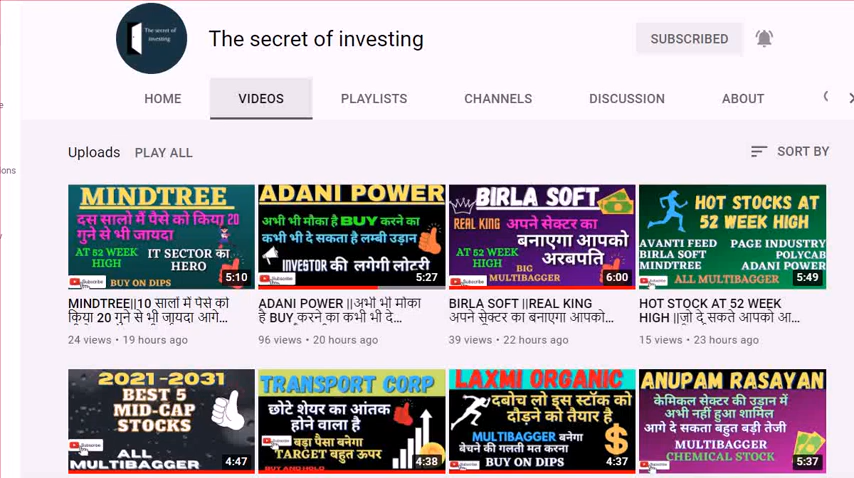 The secret of investing
The secret of investing
SUBSCRIBED
HOME
VIDEOS
PLAYLISTS
CHANNELS
DISCUSSION
ABOUT
ions
Uploads
PLAY ALL
SORT BY
MINDTREE
दस सालो मैं पैसे को किया 20
गुने से भी जायदा
AT 52 WEEK
HIGH
IT SECTOR का
HERO
BUY ON DIPS
5:10
ADANI POWER
अभी भी मोका है BUY करने का
कभी भी दे सकता है लम्बी उड़ान
INVESTOR की लगेगी लोटरी
5:27
BIRLA SOFT
REAL KING अपने सेक्टर का
बनाएगा आपको
अरबपति
AT 52 WEEK
HIGH
BIG
MULTIBAGGER
6:00
HOT STOCKS AT
52 WEEK HIGH
AVANTI FEED
BIRLA SOFT
MINDTREE
PAGE INDUSTRY
POLYCAB
ADANI POWER
ALL MULTIBAGGER
5:49
MINDTREE||10 सालों में पैसे को
किया 20 गुने से भी जायदा आगे...
24 views • 19 hours ago
ADANI POWER ||अभी भी मोका
है BUY करने का कभी भी दे...
96 views • 20 hours ago
BIRLA SOFT ||REAL KING
अपने सेक्टर का बनाएगा आपको...
39 views • 22 hours ago
HOT STOCK AT 52 WEEK
HIGH ||जो दे सकते आपको आ...
15 views • 23 hours ago
2021-2031
BEST 5
MID-CAP
STOCKS
ALL
MULTIBAGGER
4:47
TRANSPORT CORP
छोटे शेयर का आतंक
होने वाला है
बड़ा पैसा बनेगा
TARGET बहुत ऊपर
BUY AND HOLD
4:38
LAXMI ORGANIC
दबोच लो इस स्टॉक को
दौड़ने को तैयार है
MULTIBAGGER बनेगा
बेचने की गलती मत करना
BUY ON DIPS
4:37
ANUPAM RASAYAN
केमिकल सेक्टर की उड़ान में
अभी नहीं हुआ शामिल
आगे दे सकता बहुत बड़ी तेजी
MULTIBAGGER
CHEMICAL STOCK
5:37